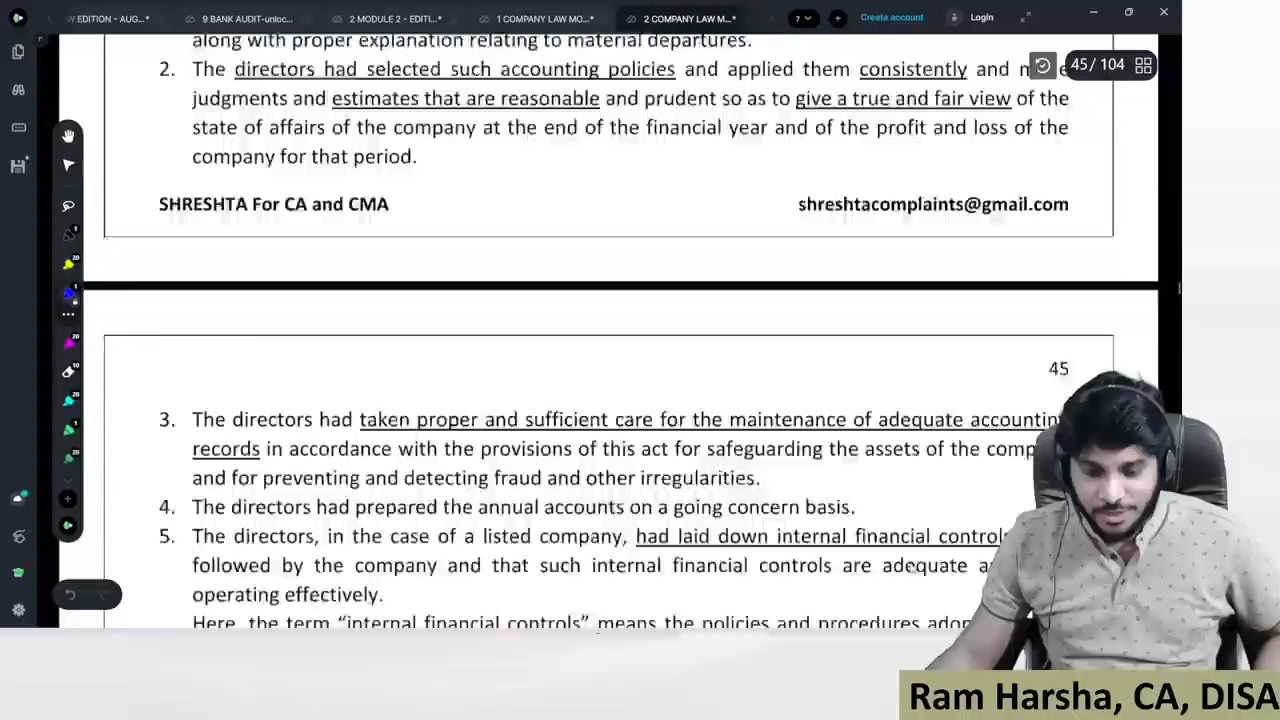 W EDITION - AUG...*
9 BANK AUDIT-unloc...
2 MODULE 2 - EDITI...*
1 COMPANY LAW MO...*
2 COMPANY LAW M...*
7
Create account
Login
along with proper explanation relating to material departures.
45 / 104
2. The directors had selected such accounting policies and applied them consistently and
judgments and estimates that are reasonable and prudent so as to give a true and fair view of the
state of affairs of the company at the end of the financial year and of the profit and loss of the
company for that period.
SHRESHTA For CA and CMA
shreshtacomplaints@gmail.com
45
3. The directors had taken proper and sufficient care for the maintenance of adequate accountin
records in accordance with the provisions of this act for safeguarding the assets of the comp
and for preventing and detecting fraud and other irregularities.
4. The directors had prepared the annual accounts on a going concern basis.
5. The directors, in the case of a listed company, had laid down internal financial control
followed by the company and that such internal financial controls are adequate a
operating effectively.
Here, the term “internal financial controls” means the policies and procedures adop
Ram Harsha, CA, DISA